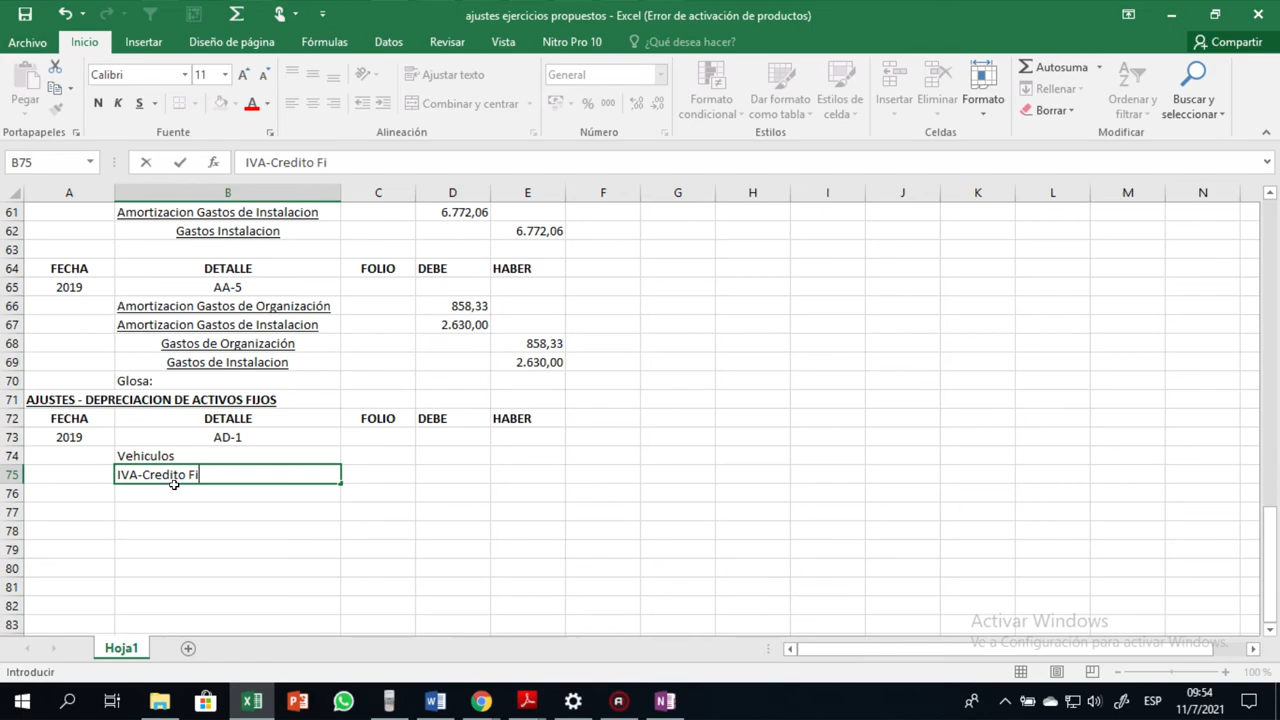 ajustes ejercicios propuestos - Excel (Error de activación de productos)
Archivo Inicio Insertar Diseño de página Fórmulas Datos Revisar Vista Nitro Pro 10 ¿Qué desea hacer? Compartir
Pegar Calibri 11 Ajustar texto General Formato condicional Dar formato como tabla Estilos de celda Insertar Eliminar Formato Autosuma Ordenar y filtrar Buscar y seleccionar
N K S A Combinar y centrar % 000 Rellenar
Borrar
Portapapeles Fuente Alineación Número Estilos Celdas Modificar
B75 fx IVA-Credito Fi
A B C D E F G H I J K L M N
61 Amortizacion Gastos de Instalacion 6.772,06
62 Gastos Instalacion 6.772,06
63
64 FECHA DETALLE FOLIO DEBE HABER
65 2019 AA-5
66 Amortizacion Gastos de Organización 858,33
67 Amortizacion Gastos de Instalacion 2.630,00
68 Gastos de Organización 858,33
69 Gastos de Instalacion 2.630,00
70 Glosa:
71 AJUSTES - DEPRECIACION DE ACTIVOS FIJOS
72 FECHA DETALLE FOLIO DEBE HABER
73 2019 AD-1
74 Vehiculos
75 IVA-Credito Fi
76
77
78
79
80
81
82
83
Activar Windows
Ve a Configuración para activar Windows.
Hoja1
Introducir 100 %
ESP 09:54
11/7/2021